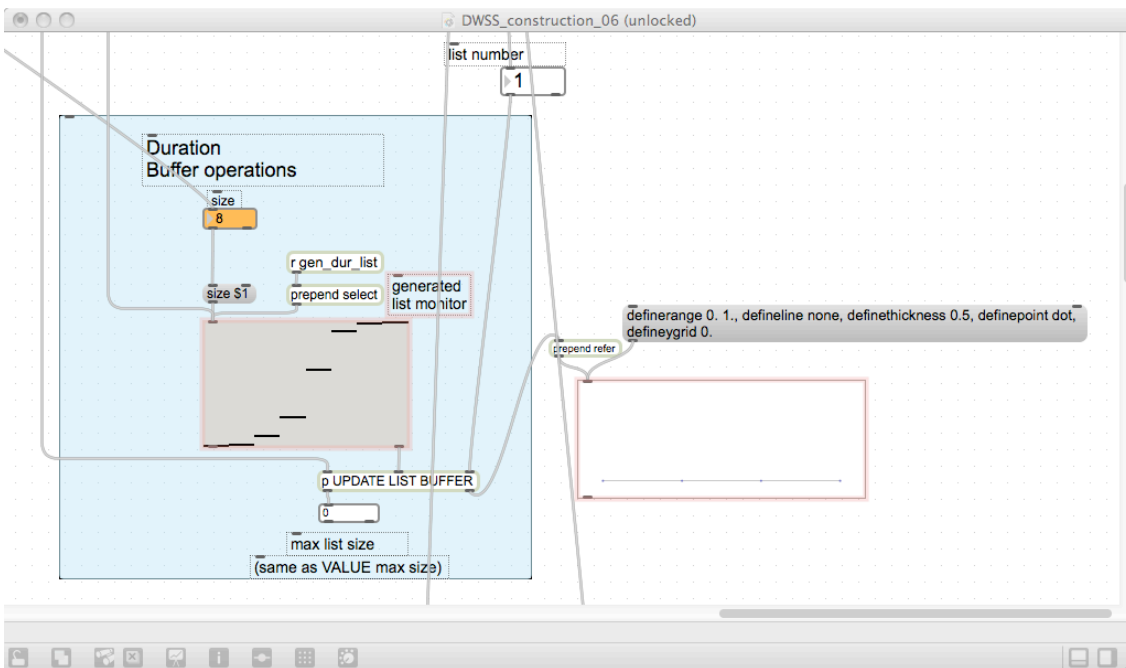 DWSS_construction_06 (unlocked)
list number
1
Duration
Buffer operations
size
8
r gen_dur_list
size $1
prepend select
generated
list monitor
definerange 0. 1., defineline none, definethickness 0.5, definepoint dot,
defineygrid 0.
prepend refer
p UPDATE LIST BUFFER
0
max list size
(same as VALUE max size)